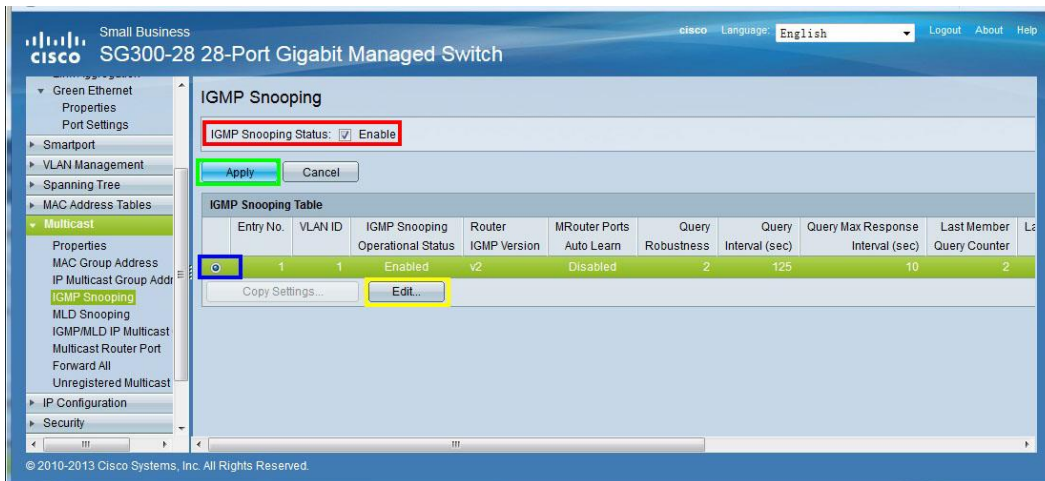 Small Business
cisco SG300-28 28-Port Gigabit Managed Switch
cisco Language: English Logout About Help
Green Ethernet
Properties
Port Settings
Smartport
VLAN Management
Spanning Tree
MAC Address Tables
Multicast
Properties
MAC Group Address
IP Multicast Group Addr
IGMP Snooping
MLD Snooping
IGMP/MLD IP Multicast
Multicast Router Port
Forward All
Unregistered Multicast
IP Configuration
Security
IGMP Snooping
IGMP Snooping Status: Enable
Apply Cancel
IGMP Snooping Table
Entry No. VLAN ID IGMP Snooping Router MRouter Ports Query Query Query Max Response Last Member La
Operational Status IGMP Version Auto Learn Robustness Interval (sec) Interval (sec) Query Counter
1 1 Enabled v2 Disabled 2 125 10 2
Copy Settings... Edit...
© 2010-2013 Cisco Systems, Inc. All Rights Reserved.